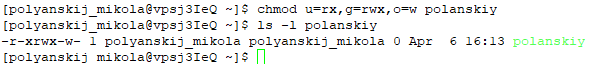 [polyanskij_mikola@vpsj3IeQ ~]$ chmod u=rx,g=rwx,o=w polanskiy
[polyanskij_mikola@vpsj3IeQ ~]$ ls -l polanskiy
-r-xrwx-w- 1 polyanskij_mikola polyanskij_mikola 0 Apr  6 16:13 polanskiy
[polyanskij_mikola@vpsj3IeQ ~]$